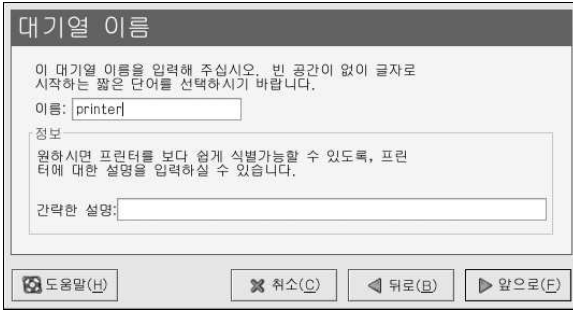 대기열 이름
이 대기열 이름을 입력해 주십시오. 빈 공간이 없이 글자로
시작하는 짧은 단어를 선택하시기 바랍니다.
이름: printer
정보
원하시면 프린터를 보다 쉽게 식별가능할 수 있도록, 프린
터에 대한 설명을 입력하실 수 있습니다.
간략한 설명:
도움말(H) 취소(C) 뒤로(B) 앞으로(F)